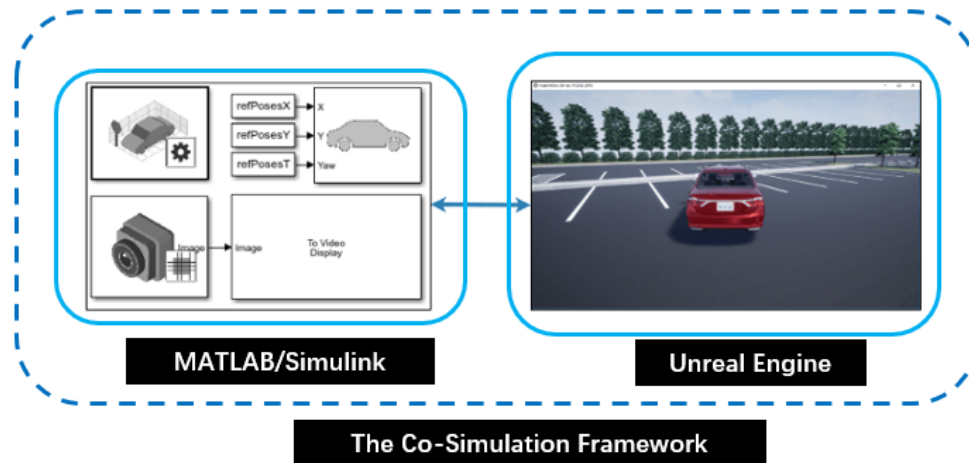 refPosesX
X
refPosesY
Y
refPosesT
Yaw
Image
Image
To Video
Display
MATLAB/Simulink
Unreal Engine
The Co-Simulation Framework